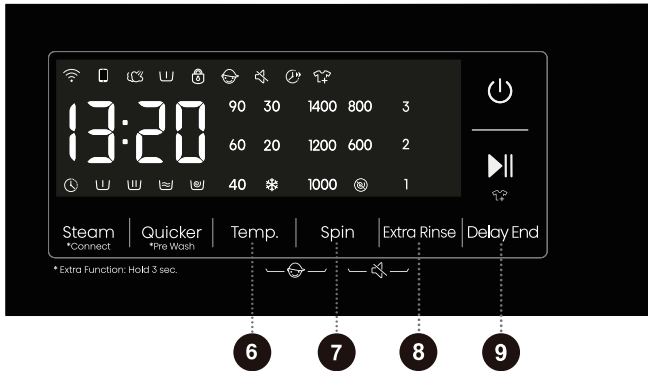 13:20
90 30 1400 800 3
60 20 1200 600 2
40 1000 1
Steam Quicker Temp. Spin Extra Rinse Delay End
*Connect *Pre Wash
* Extra Function: Hold 3 sec.
6 7 8 9